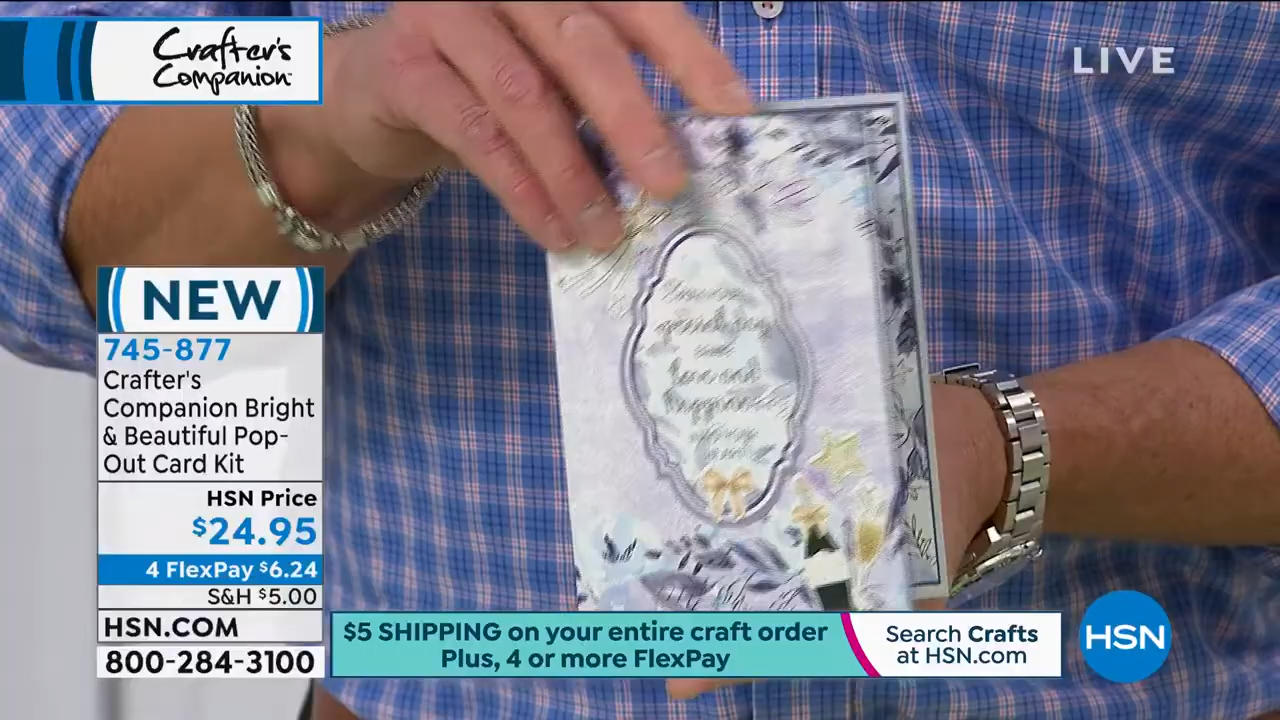 Crafter's
Companion
LIVE
NEW
745-877
Crafter's
Companion Bright
& Beautiful Pop-
Out Card Kit
HSN Price
$24.95
4 FlexPay $6.24
S&H $5.00
HSN.COM
800-284-3100
$5 SHIPPING on your entire craft order
Plus, 4 or more FlexPay
Search Crafts
at HSN.com
HSN